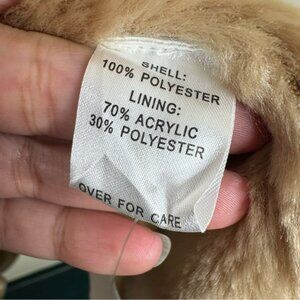 SHELL:
100% POLYESTER
LINING:
70% ACRYLIC
30% POLYESTER
OVER FOR CARE